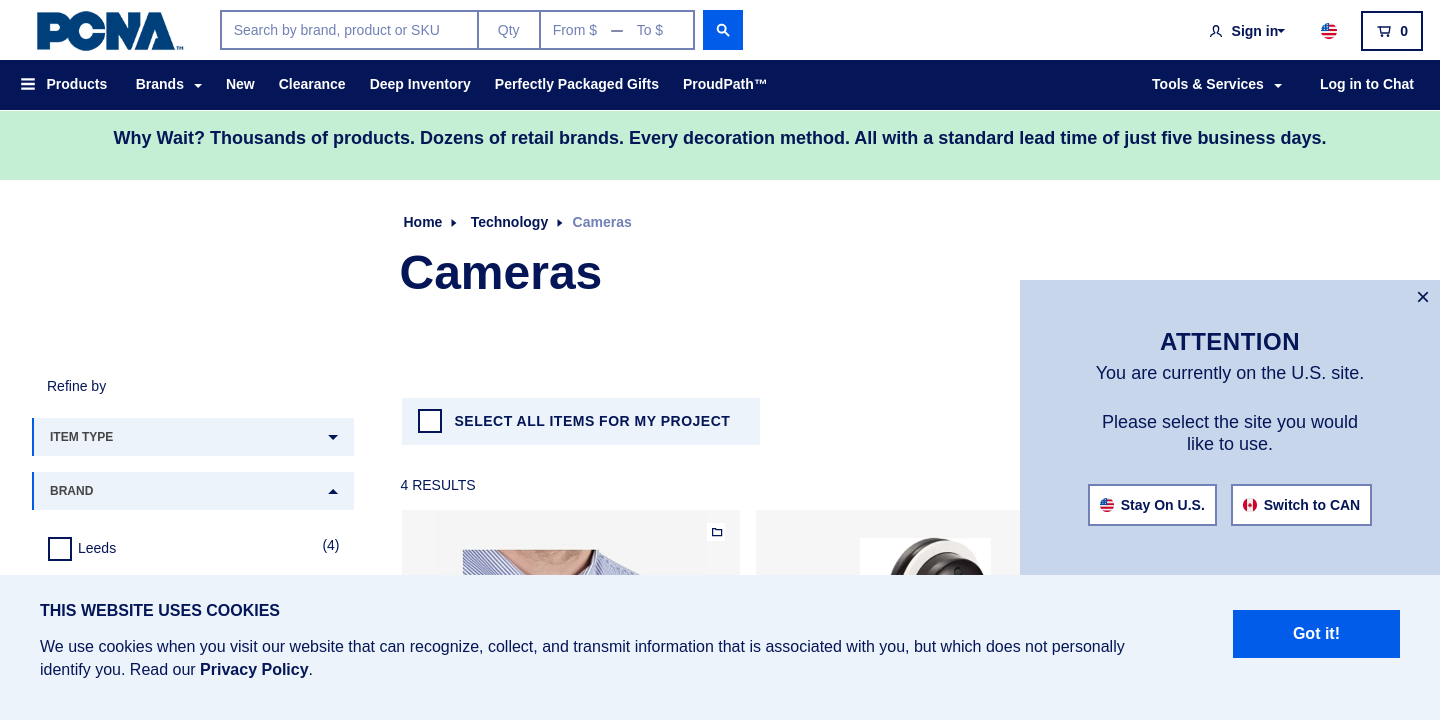 PCNA™
Search by brand, product or SKU
Qty
From $ — To $
Sign in
0
Products
Brands
New
Clearance
Deep Inventory
Perfectly Packaged Gifts
ProudPath™
Tools & Services
Log in to Chat
Why Wait? Thousands of products. Dozens of retail brands. Every decoration method. All with a standard lead time of just five business days.
Home
Technology
Cameras
Cameras
ATTENTION
You are currently on the U.S. site.
Please select the site you would
like to use.
Stay On U.S.
Switch to CAN
Refine by
ITEM TYPE
BRAND
Leeds
(4)
SELECT ALL ITEMS FOR MY PROJECT
4 RESULTS
THIS WEBSITE USES COOKIES
We use cookies when you visit our website that can recognize, collect, and transmit information that is associated with you, but which does not personally
identify you. Read our Privacy Policy.
Got it!